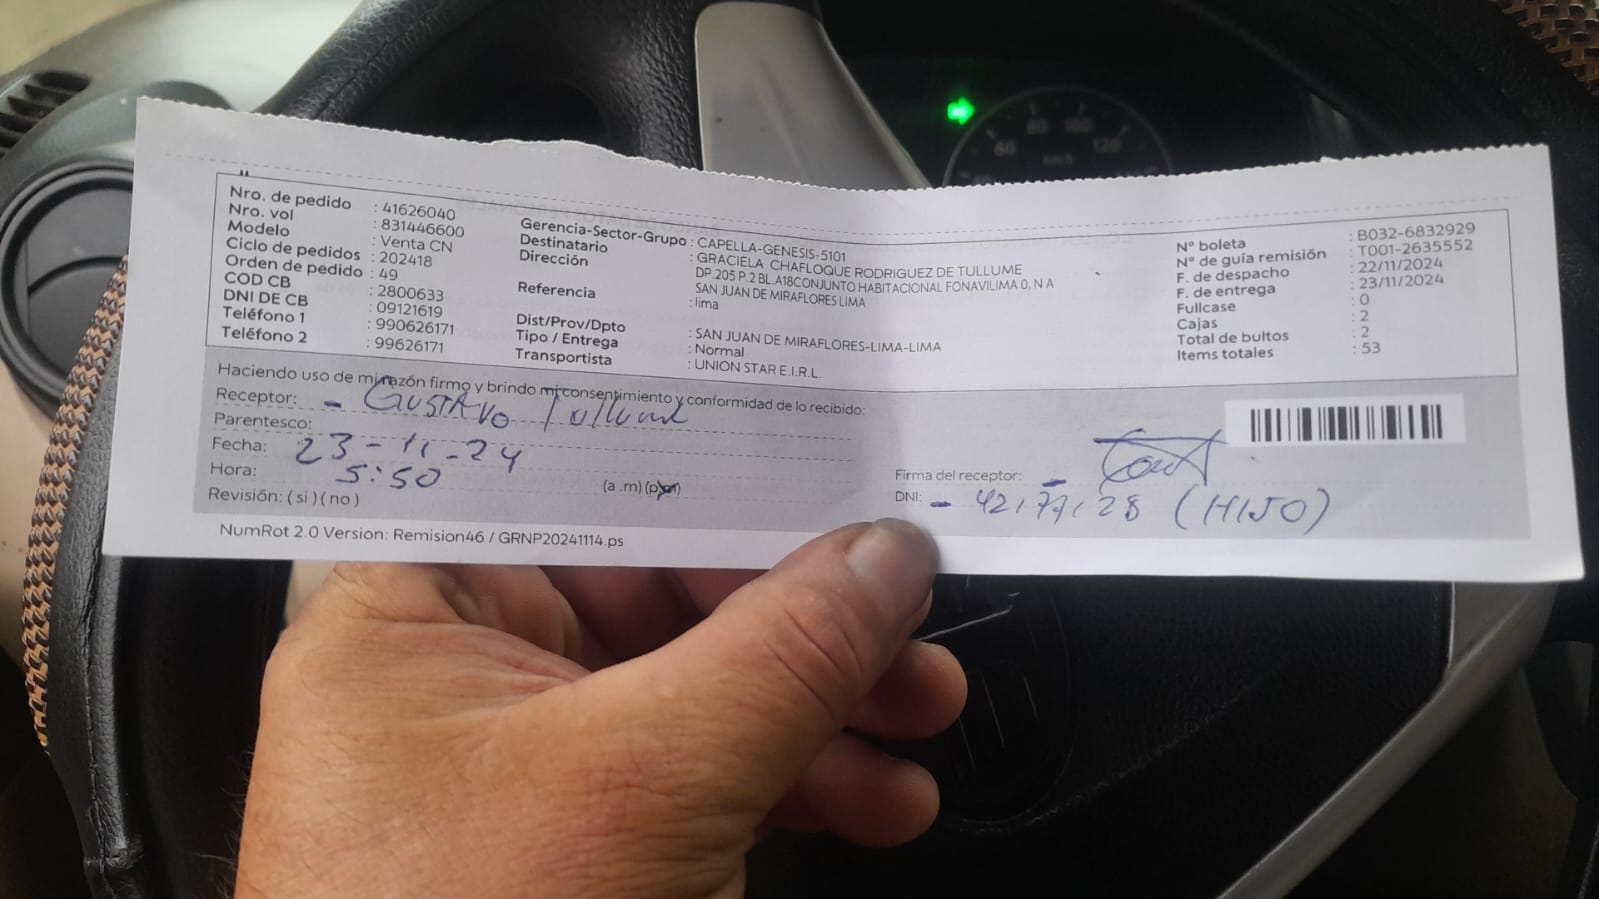 Nro. de pedido : 41626040
Nro. vol : 831446600
Modelo : Venta CN
Ciclo de pedidos : 202418
Orden de pedido : 49
COD CB : 2800633
DNI DE CB : 09121619
Teléfono 1 : 990626171
Teléfono 2 : 99626171
Gerencia-Sector-Grupo : CAPELLA-GENESIS-5101
Destinatario : GRACIELA CHAFLOQUE RODRIGUEZ DE TULLUME
Dirección DP.205 P.2 BL.A18CONJUNTO HABITACIONAL FONAVILIMA 0, N A
SAN JUAN DE MIRAFLORES LIMA
Referencia : lima
Dist/Prov/Dpto : SAN JUAN DE MIRAFLORES-LIMA-LIMA
Tipo / Entrega : Normal
Transportista : UNION STAR E.I.R.L.
N° boleta : B032-6832929
N° de guía remisión : T001-2635552
F. de despacho : 22/11/2024
F. de entrega : 23/11/2024
Fullcase : 0
Cajas : 2
Total de bultos : 2
Items totales : 53
Haciendo uso de mi razón firmo y brindo mi consentimiento y conformidad de lo recibido:
Receptor: - GUSTAVO Tullume
Parentesco:
Fecha: 23-11-24
Hora: 5:50 (a .m) (pm)
Revisión: ( si ) ( no )
Firma del receptor: -
DNI: - (HIJO)
NumRot 2.0 Version: Remision46 / GRNP20241114.ps
60
80
100
120
km/h